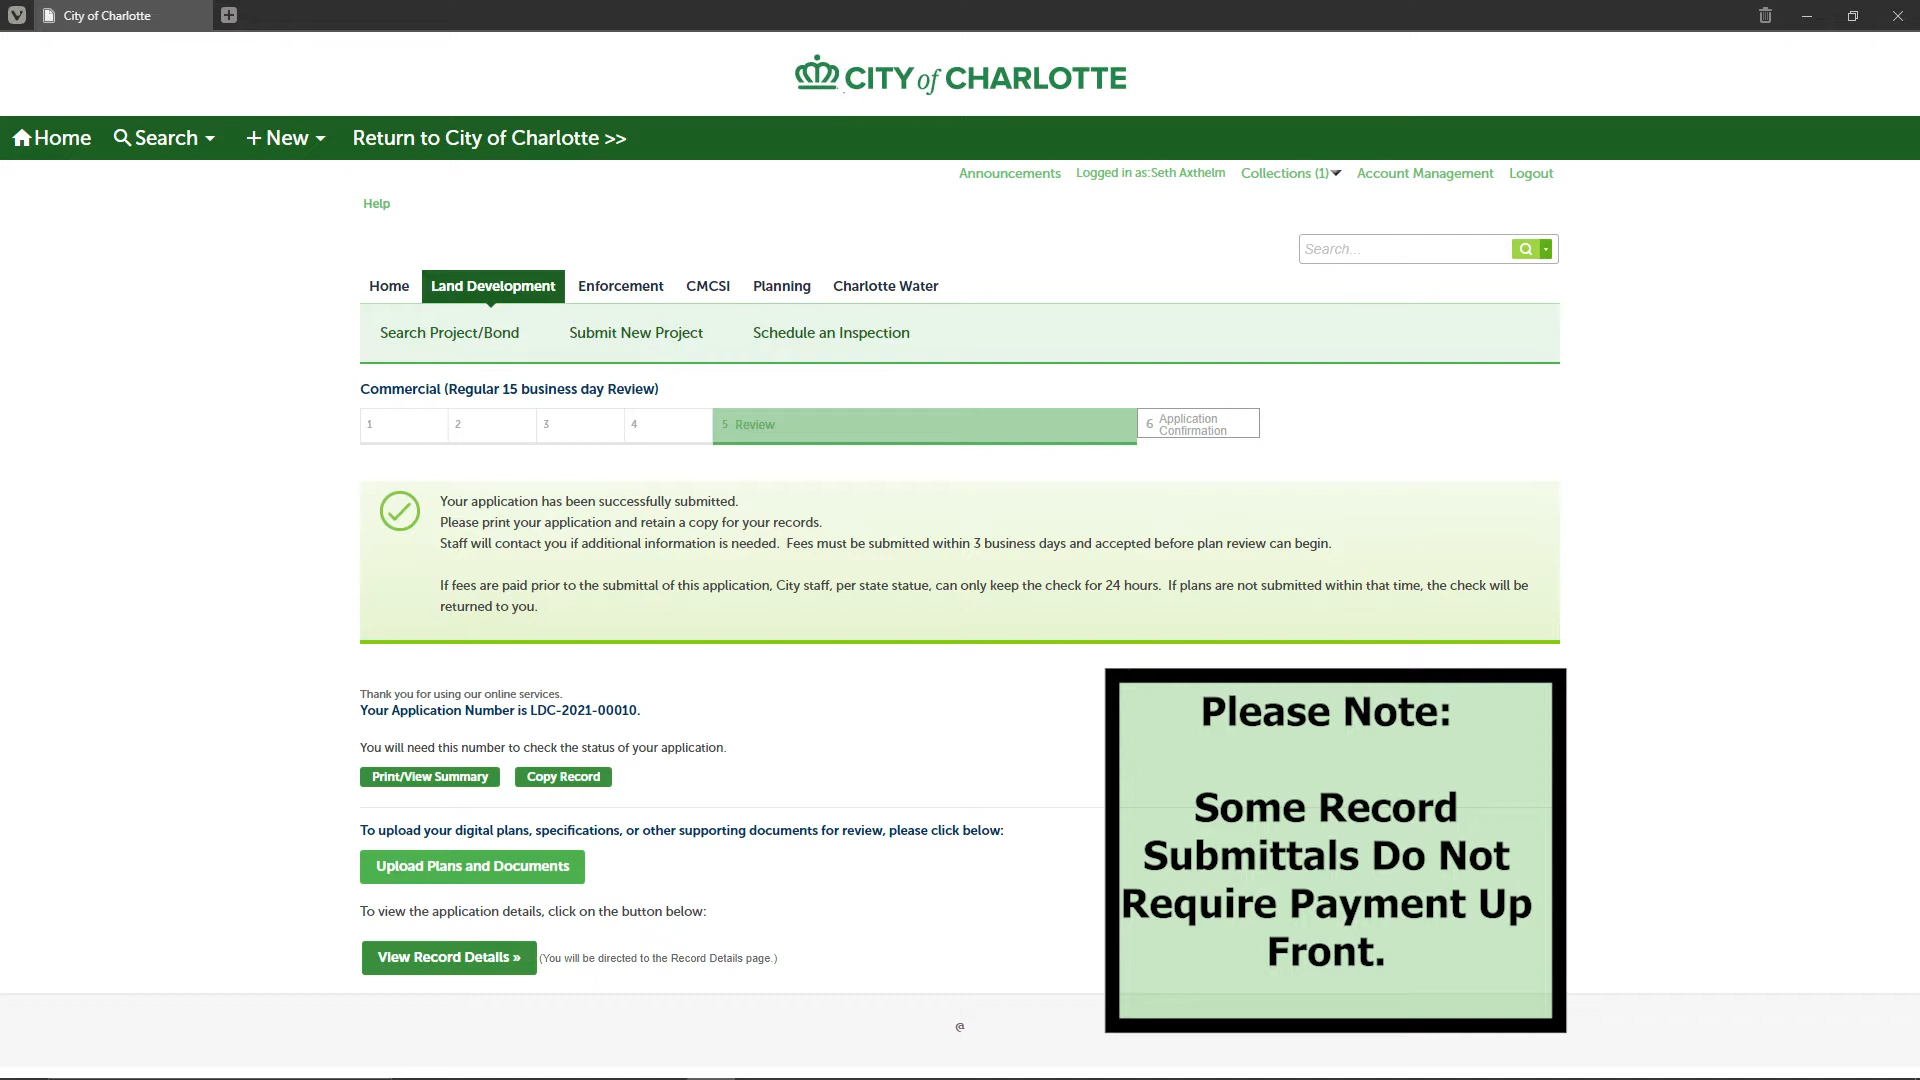 City of Charlotte
CITY of CHARLOTTE
Home Search + New Return to City of Charlotte >>
Announcements Logged in as:Seth Axthelm Collections (1) Account Management Logout
Help
Search...
Home Land Development Enforcement CMCSI Planning Charlotte Water
Search Project/Bond Submit New Project Schedule an Inspection
Commercial (Regular 15 business day Review)
1 2 3 4 5 Review 6 Application
Confirmation
Your application has been successfully submitted.
Please print your application and retain a copy for your records.
Staff will contact you if additional information is needed. Fees must be submitted within 3 business days and accepted before plan review can begin.
If fees are paid prior to the submittal of this application, City staff, per state statue, can only keep the check for 24 hours. If plans are not submitted within that time, the check will be
returned to you.
Thank you for using our online services.
Your Application Number is LDC-2021-00010.
You will need this number to check the status of your application.
Print/View Summary Copy Record
To upload your digital plans, specifications, or other supporting documents for review, please click below:
Upload Plans and Documents
To view the application details, click on the button below:
View Record Details » (You will be directed to the Record Details page.)
Please Note:
Some Record
Submittals Do Not
Require Payment Up
Front.
@